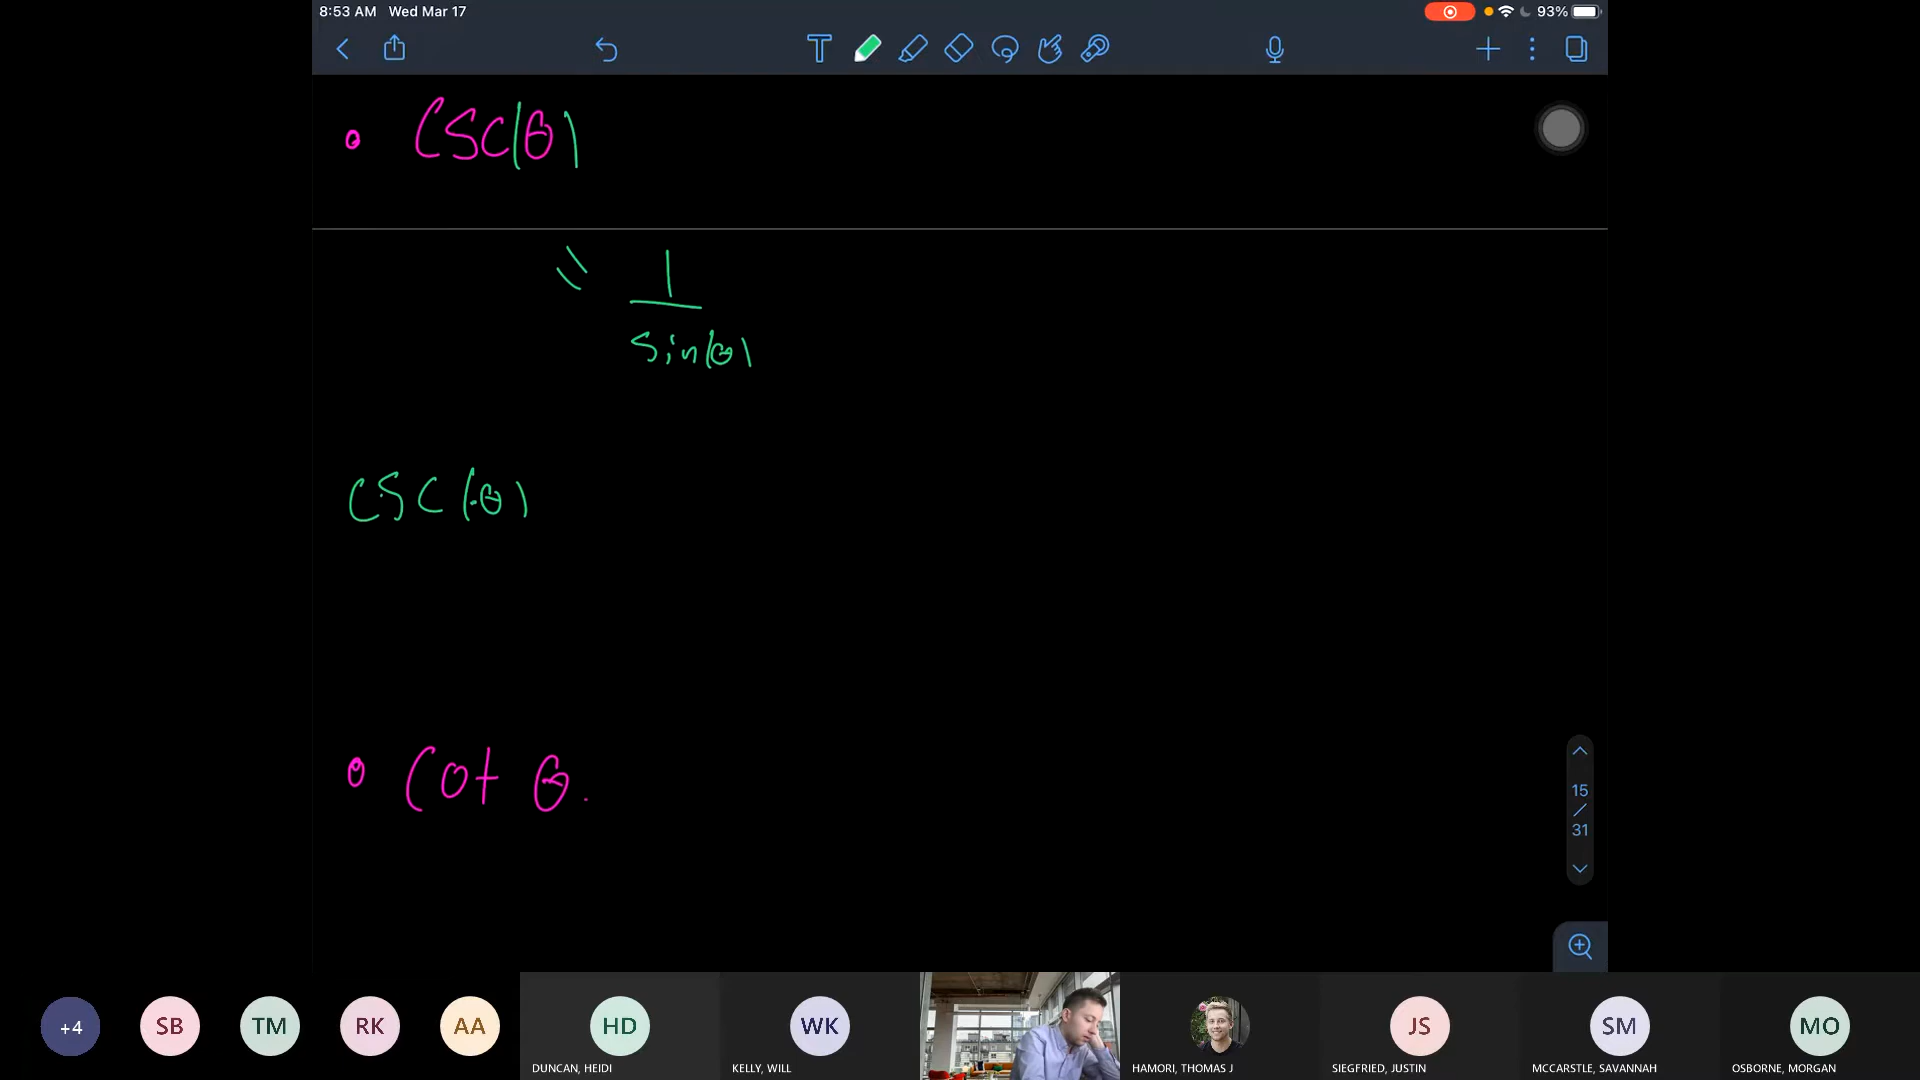 8:53 AM Wed Mar 17
93%
• CSC(θ)
= 1
sin(θ)
CSC(-θ)
• Cot θ.
15
/
31
+4 SB TM RK AA HD WK JS SM MO
DUNCAN, HEIDI KELLY, WILL HAMORI, THOMAS J SIEGFRIED, JUSTIN MCCARSTLE, SAVANNAH OSBORNE, MORGAN